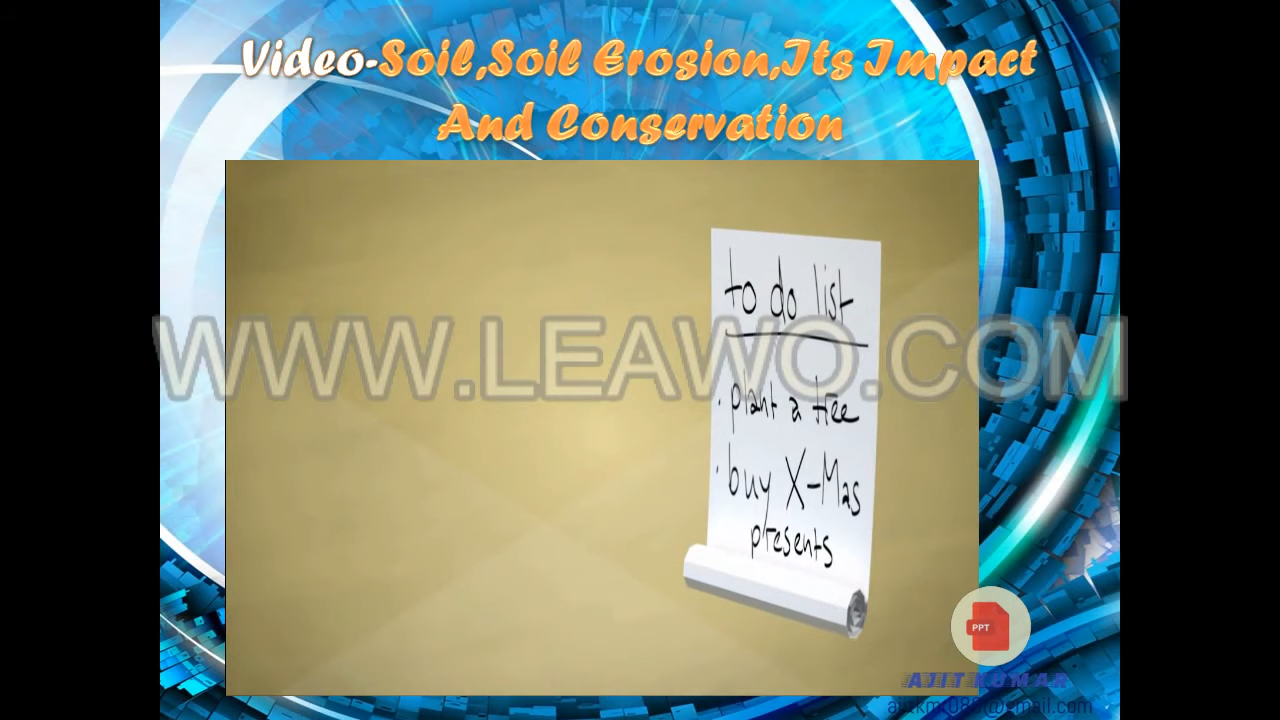 Video-Soil,Soil Erosion,Its Impact
And Conservation
to do list
WWW.LEAWO.COM
· plant a tree
· buy X-Mas
presents
PPT
AJIT KUMAR